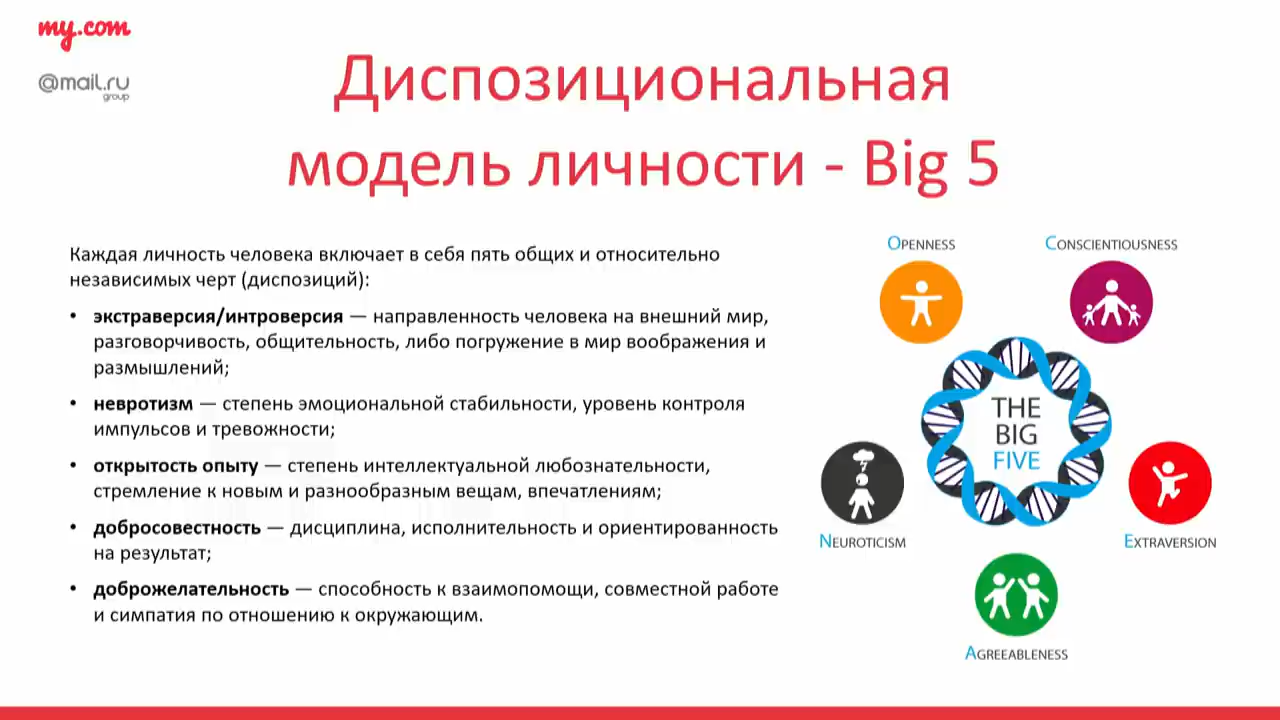 my.com
@mail.ru
group
Диспозициональная
модель личности - Big 5
Каждая личность человека включает в себя пять общих и относительно
независимых черт (диспозиций):
• экстраверсия/интроверсия — направленность человека на внешний мир,
разговорчивость, общительность, либо погружение в мир воображения и
размышлений;
• невротизм — степень эмоциональной стабильности, уровень контроля
импульсов и тревожности;
• открытость опыту — степень интеллектуальной любознательности,
стремление к новым и разнообразным вещам, впечатлениям;
• добросовестность — дисциплина, исполнительность и ориентированность
на результат;
• доброжелательность — способность к взаимопомощи, совместной работе
и симпатия по отношению к окружающим.
OPENNESS
CONSCIENTIOUSNESS
THE
BIG
FIVE
NEUROTICISM
EXTRAVERSION
AGREEABLENESS